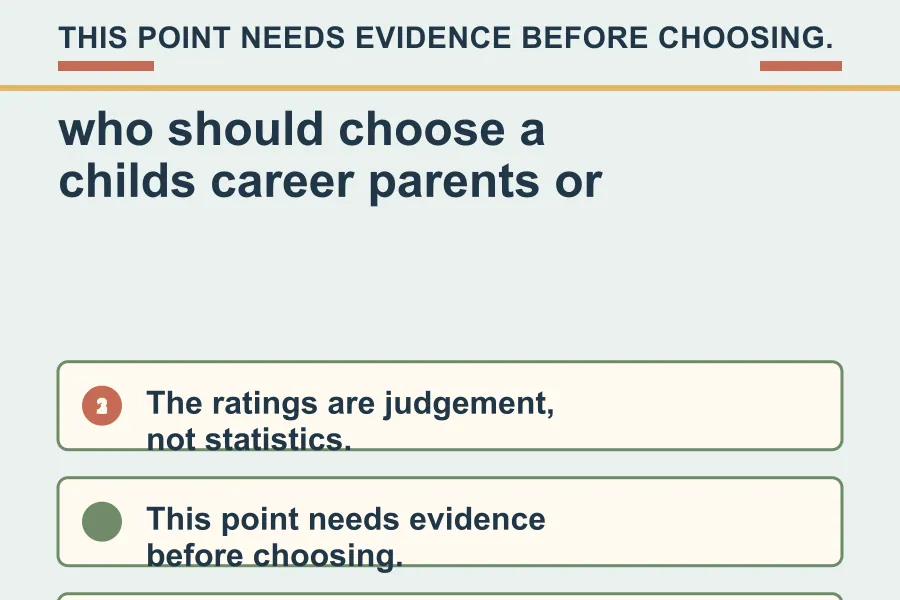 THIS POINT NEEDS EVIDENCE BEFORE CHOOSING.
who should choose a
childs career parents or
The ratings are judgement,
not statistics.
This point needs evidence
before choosing.